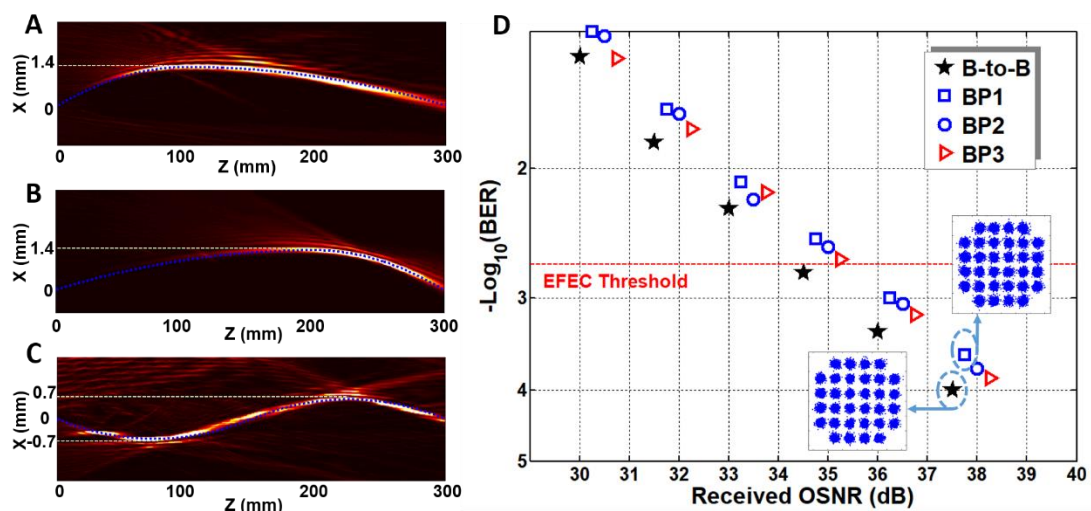 A
X (mm)
1.4
0
0 100 200 300
Z (mm)
B
X (mm)
1.4
0
0 100 200 300
Z (mm)
C
X (mm)
0.7
0
-0.7
0 100 200 300
Z (mm)
D
-Log10(BER)
2
3
4
5
B-to-B
BP1
BP2
BP3
EFEC Threshold
30 31 32 33 34 35 36 37 38 39 40
Received OSNR (dB)